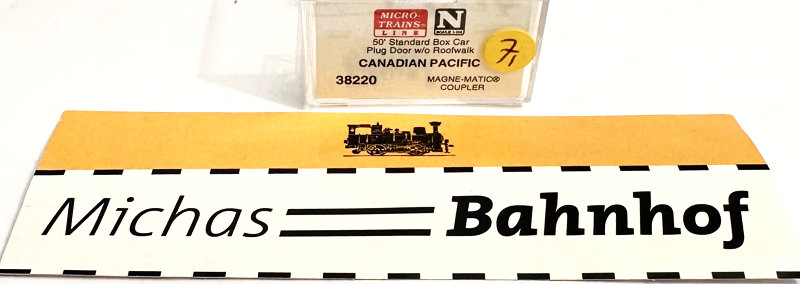 MICRO-
TRAINS
LINE
N
SCALE 1:160
50' Standard Box Car
Plug Door w/o Roofwalk
CANADIAN PACIFIC
38220
MAGNE-MATIC®
COUPLER
Michas Bahnhof